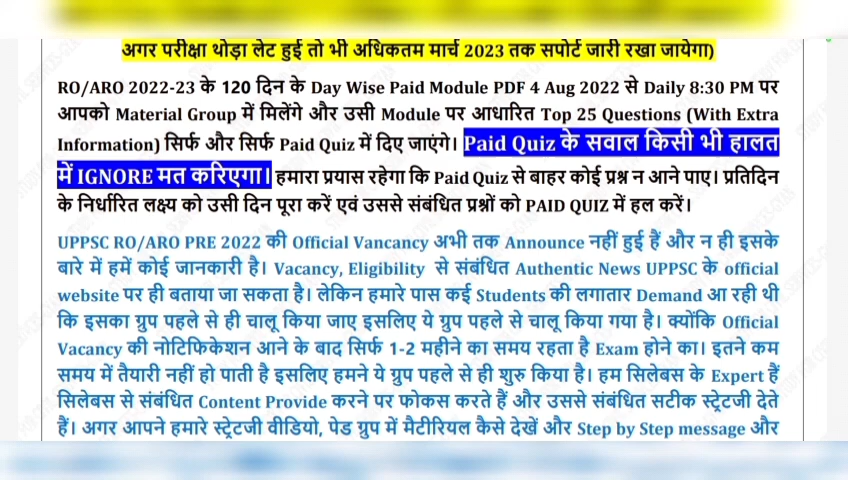 अगर परीक्षा थोड़ा लेट हुई तो भी अधिकतम मार्च 2023 तक सपोर्ट जारी रखा जायेगा)
RO/ARO 2022-23 के 120 दिन के Day Wise Paid Module PDF 4 Aug 2022 से Daily 8:30 PM पर
आपको Material Group में मिलेंगे और उसी Module पर आधारित Top 25 Questions (With Extra
Information) सिर्फ और सिर्फ Paid Quiz में दिए जाएंगे। Paid Quiz के सवाल किसी भी हालत
में IGNORE मत करिएगा। हमारा प्रयास रहेगा कि Paid Quiz से बाहर कोई प्रश्न न आने पाए। प्रतिदिन
के निर्धारित लक्ष्य को उसी दिन पूरा करें एवं उससे संबंधित प्रश्नों को PAID QUIZ में हल करें।
UPPSC RO/ARO PRE 2022 की Official Vancancy अभी तक Announce नहीं हुई हैं और न ही इसके
बारे में हमें कोई जानकारी है। Vacancy, Eligibility से संबंधित Authentic News UPPSC के official
website पर ही बताया जा सकता है। लेकिन हमारे पास कई Students की लगातार Demand आ रही थी
कि इसका ग्रुप पहले से ही चालू किया जाए इसलिए ये ग्रुप पहले से चालू किया गया है। क्योंकि Official
Vacancy की नोटिफिकेशन आने के बाद सिर्फ 1-2 महीने का समय रहता है Exam होने का। इतने कम
समय में तैयारी नहीं हो पाती है इसलिए हमने ये ग्रुप पहले से ही शुरु किया है। हम सिलेबस के Expert हैं
सिलेबस से संबंधित Content Provide करने पर फोकस करते हैं और उससे संबंधित सटीक स्ट्रेटजी देते
हैं। अगर आपने हमारे स्ट्रेटजी वीडियो, पेड ग्रुप में मैटीरियल कैसे देखें और Step by Step message और